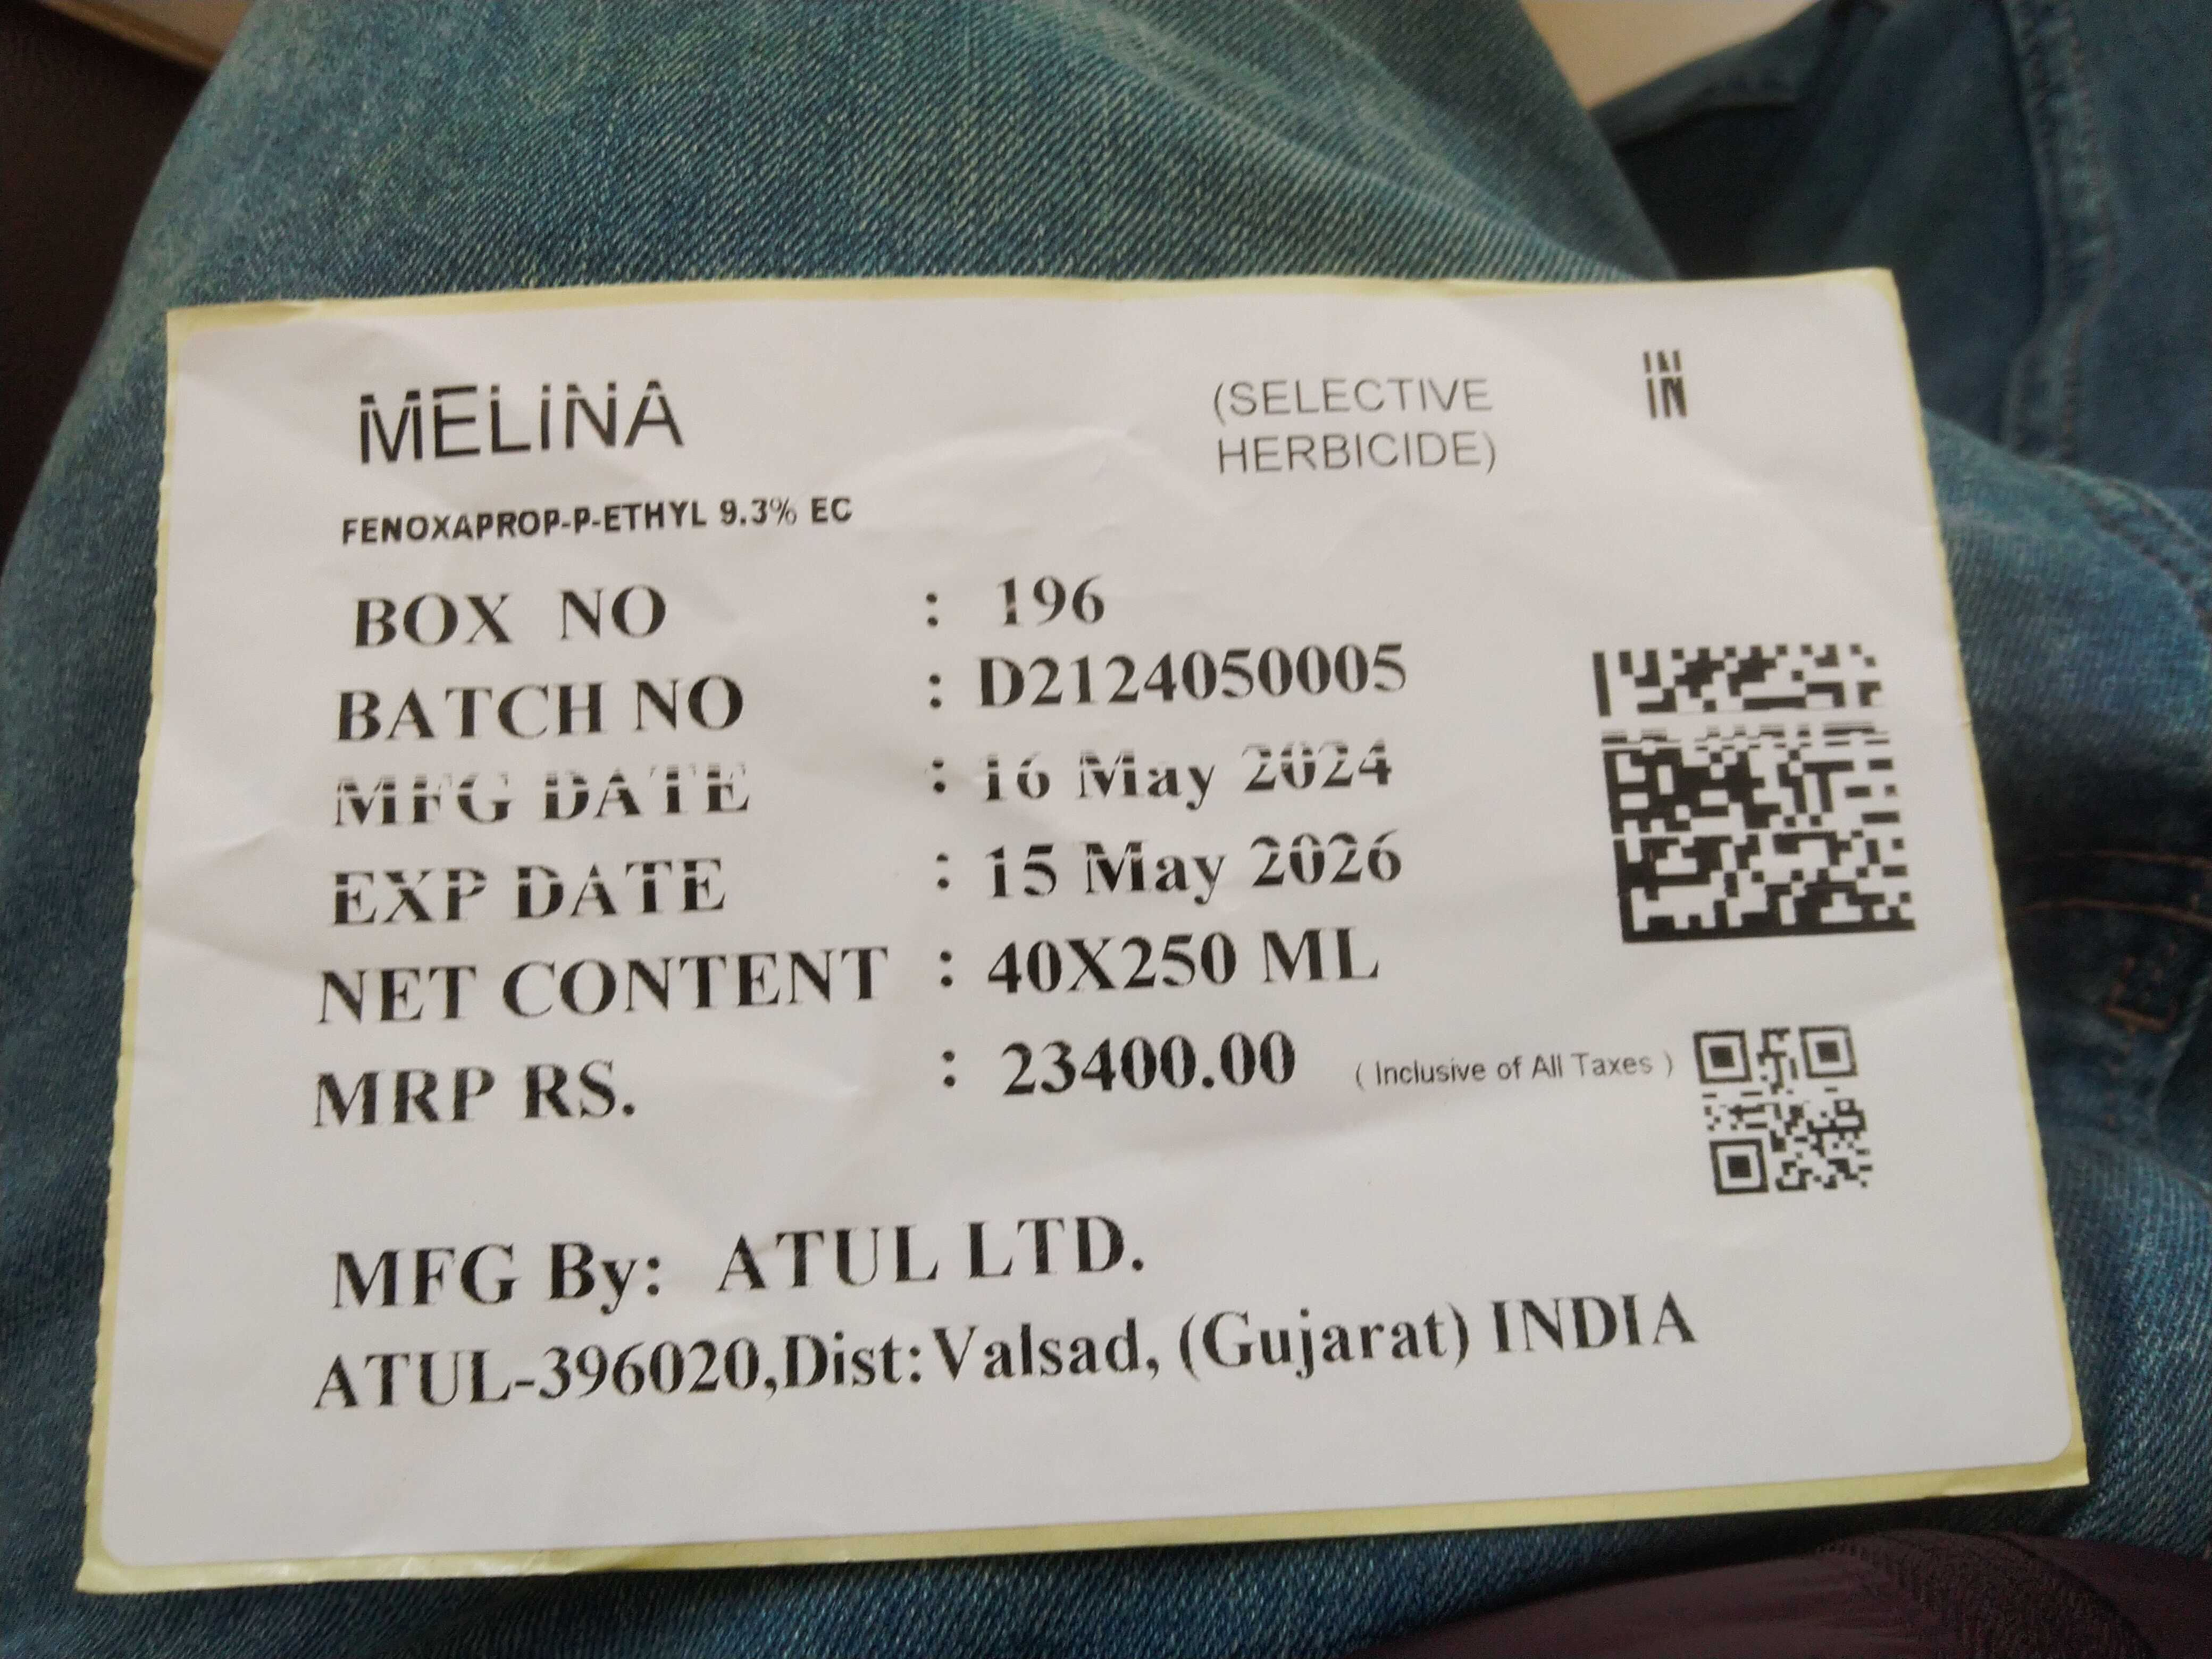 MELINA
(SELECTIVE
HERBICIDE)
IN
FENOXAPROP-P-ETHYL 9.3% EC
BOX NO : 196
BATCH NO : D2124050005
MFG DATE : 16 May 2024
EXP DATE : 15 May 2026
NET CONTENT : 40X250 ML
MRP RS. : 23400.00 ( Inclusive of All Taxes )
MFG By: ATUL LTD.
ATUL-396020,Dist:Valsad, (Gujarat) INDIA